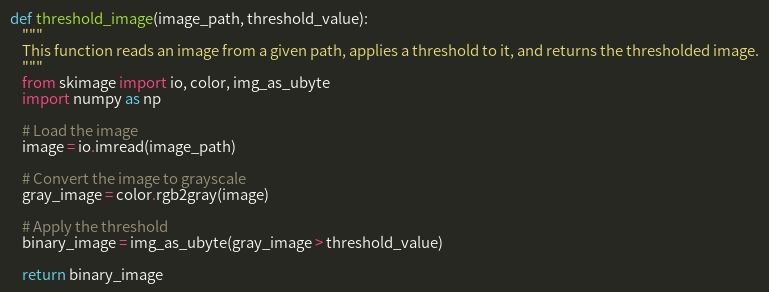 def threshold_image(image_path, threshold_value):
    """
    This function reads an image from a given path, applies a threshold to it, and returns the thresholded image.
    """
    from skimage import io, color, img_as_ubyte
    import numpy as np

    # Load the image
    image = io.imread(image_path)

    # Convert the image to grayscale
    gray_image = color.rgb2gray(image)

    # Apply the threshold
    binary_image = img_as_ubyte(gray_image > threshold_value)

    return binary_image